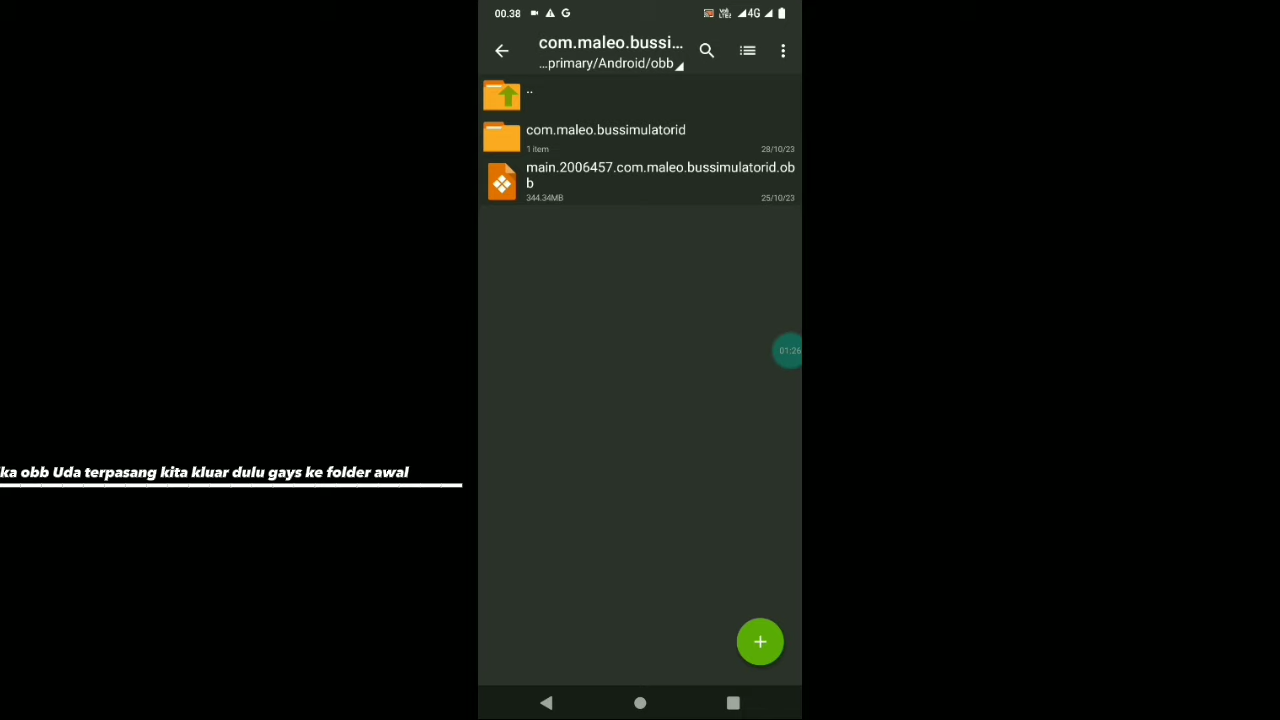 00.38
4G
com.maleo.bussi...
...primary/Android/obb
..
com.maleo.bussimulatorid
1 item
28/10/23
main.2006457.com.maleo.bussimulatorid.ob
b
344.34MB
25/10/23
01:26
ka obb Uda terpasang kita kluar dulu gays ke folder awal